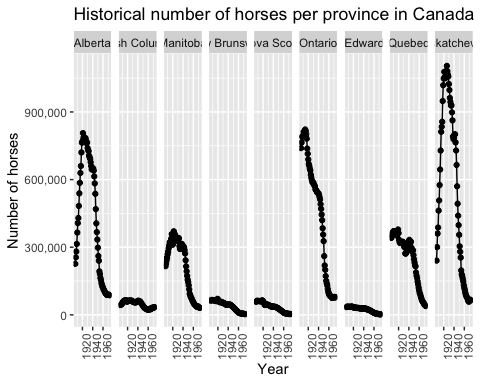 Historical number of horses per province in Canada
Alberta sh Colum Manitoba w Brunsw ova Sco Ontario Edward Quebec katchew
Number of horses
900,000
600,000
300,000
0
1920 1940 1960 1920 1940 1960 1920 1940 1960 1920 1940 1960 1920 1940 1960 1920 1940 1960 1920 1940 1960 1920 1940 1960 1920 1940 1960
Year